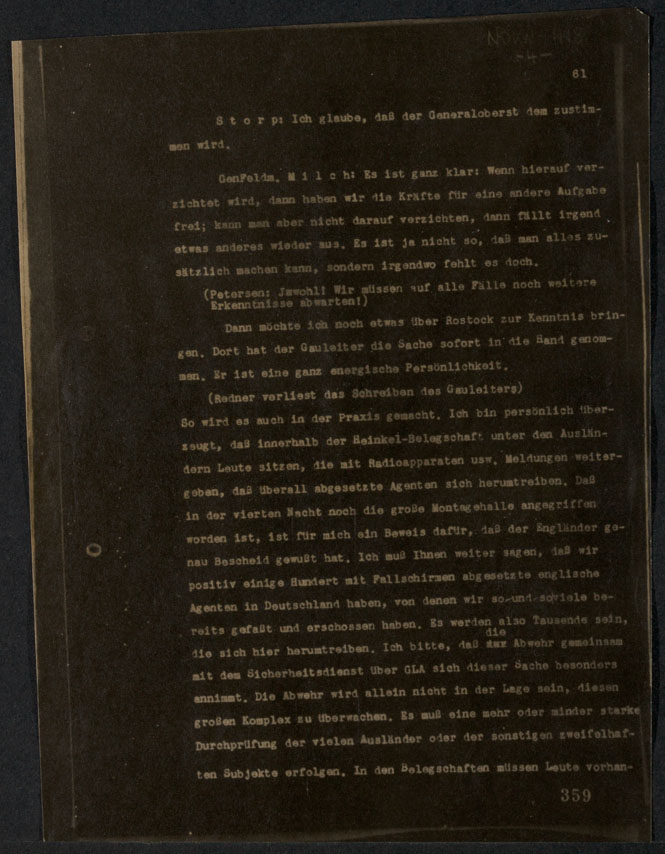 -4-
61
S t o r p: Ich glaube, daß der Generaloberst dem zustim-
men wird.
GenFeldm. M i l c h: Es ist ganz klar: Wenn hierauf ver-
zichtet wird, dann haben wir die Kräfte für eine andere Aufgabe
frei; kann man aber nicht darauf verzichten, dann fällt irgend
etwas anderes wieder aus. Es ist ja nicht so, daß man alles zu-
sätzlich machen kann, sondern irgendwo fehlt es doch.
(Petersen: Jawohl! Wir müssen auf alle Fälle noch weitere
Erkenntnisse abwarten!)
Dann möchte ich noch etwas über Rostock zur Kenntnis brin-
gen. Dort hat der Gauleiter die Sache sofort in die Hand genom-
men. Er ist eine ganz energische Persönlichkeit.
(Redner verliest das Schreiben des Gauleiters)
So wird es auch in der Praxis gemacht. Ich bin persönlich über-
zeugt, daß innerhalb der Heinkel-Belegschaft unter den Auslän-
dern Leute sitzen, die mit Radioapparaten usw. Meldungen weiter-
geben, daß überall abgesetzte Agenten sich herumtreiben. Daß
in der vierten Nacht noch die große Montagehalle angegriffen
worden ist, ist für mich ein Beweis dafür, daß der Engländer ge-
nau Bescheid gewußt hat. Ich muß Ihnen weiter sagen, daß wir
positiv einige Hundert mit Fallschirmen abgesetzte englische
Agenten in Deutschland haben, von denen wir so-und-soviele be-
reits gefaßt und erschossen haben. Es werden also Tausende sein,
die sich hier herumtreiben. Ich bitte, daß die Abwehr gemeinsam
mit dem Sicherheitsdienst über GLA sich dieser Sache besonders
annimmt. Die Abwehr wird allein nicht in der Lage sein, diesen
großen Komplex zu überwachen. Es muß eine mehr oder minder starke
Durchprüfung der vielen Ausländer oder der sonstigen zweifelhaf-
ten Subjekte erfolgen. In den Belegschaften müssen Leute vorhan-
359